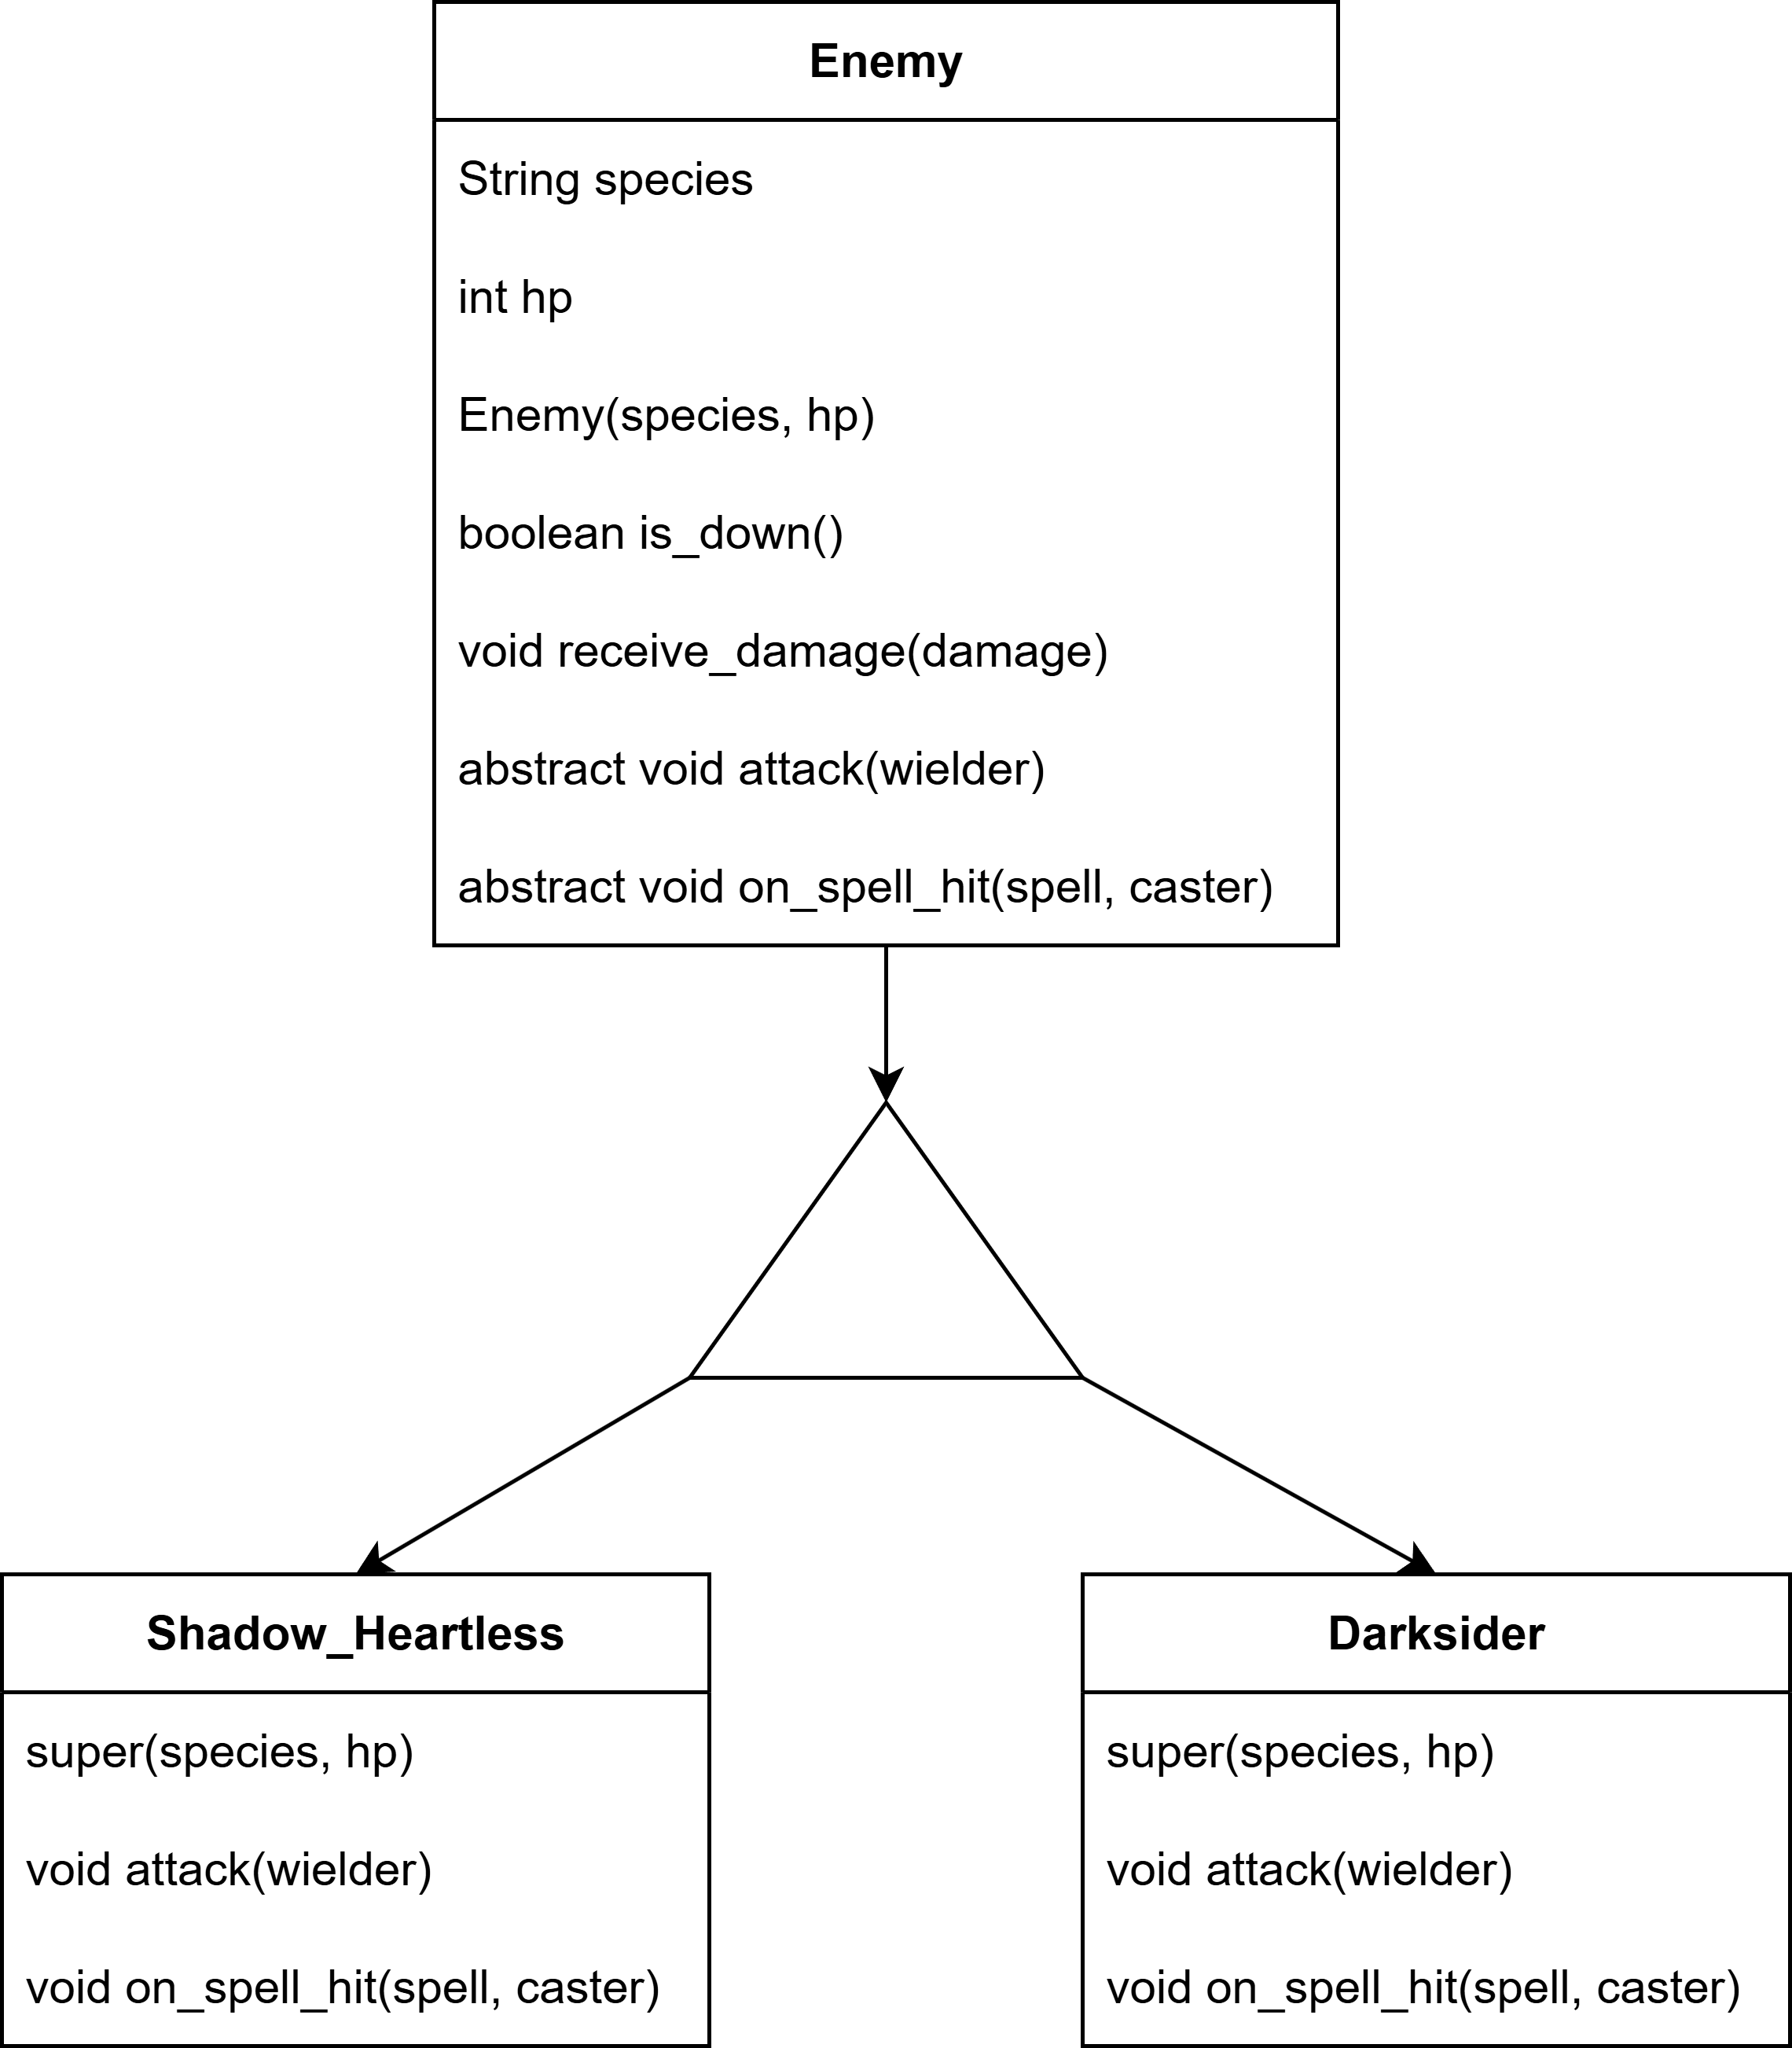 Enemy
String species
int hp
Enemy(species, hp)
boolean is_down()
void receive_damage(damage)
abstract void attack(wielder)
abstract void on_spell_hit(spell, caster)
Shadow_Heartless
super(species, hp)
void attack(wielder)
void on_spell_hit(spell, caster)
Darksider
super(species, hp)
void attack(wielder)
void on_spell_hit(spell, caster)